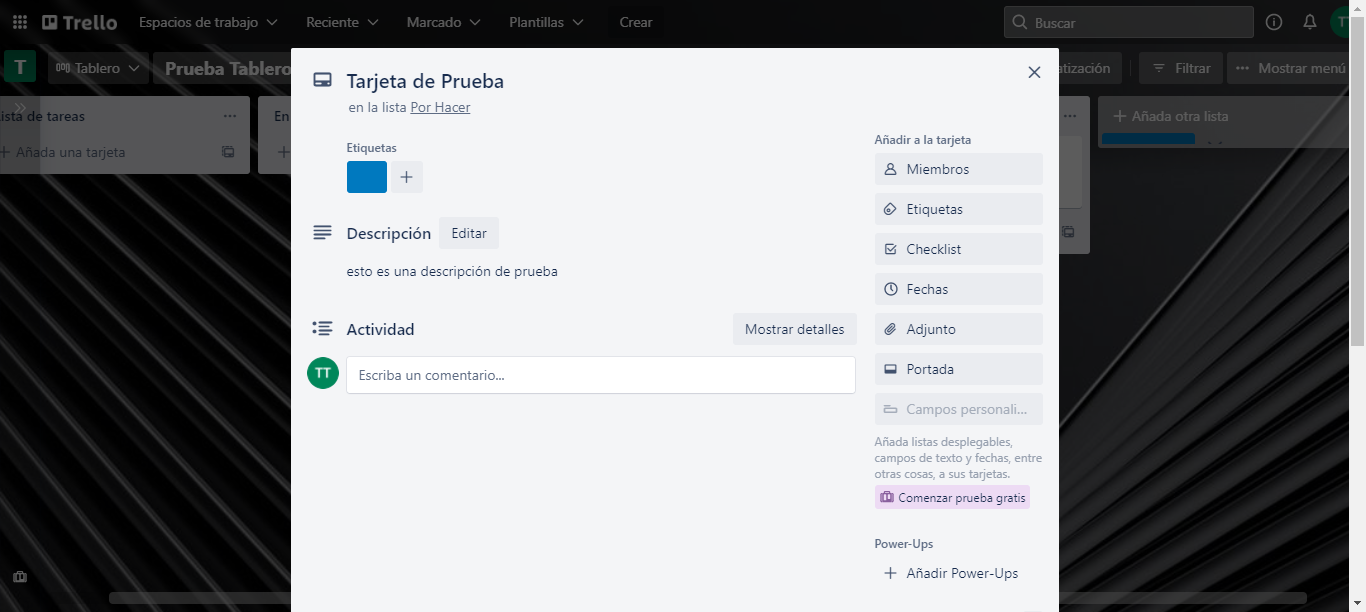 Trello
Espacios de trabajo
Reciente
Marcado
Plantillas
Crear
Buscar
T
Tablero
Prueba Tablero
Filtrar
Mostrar menú
de tareas
Añada una tarjeta
En
Añada otra lista
Tarjeta de Prueba
en la lista Por Hacer
Etiquetas
Descripción
Editar
esto es una descripción de prueba
Actividad
Mostrar detalles
TT
Escriba un comentario...
Añadir a la tarjeta
Miembros
Etiquetas
Checklist
Fechas
Adjunto
Portada
Campos personali...
Añada listas desplegables,
campos de texto y fechas, entre
otras cosas, a sus tarjetas.
Comenzar prueba gratis
Power-Ups
Añadir Power-Ups